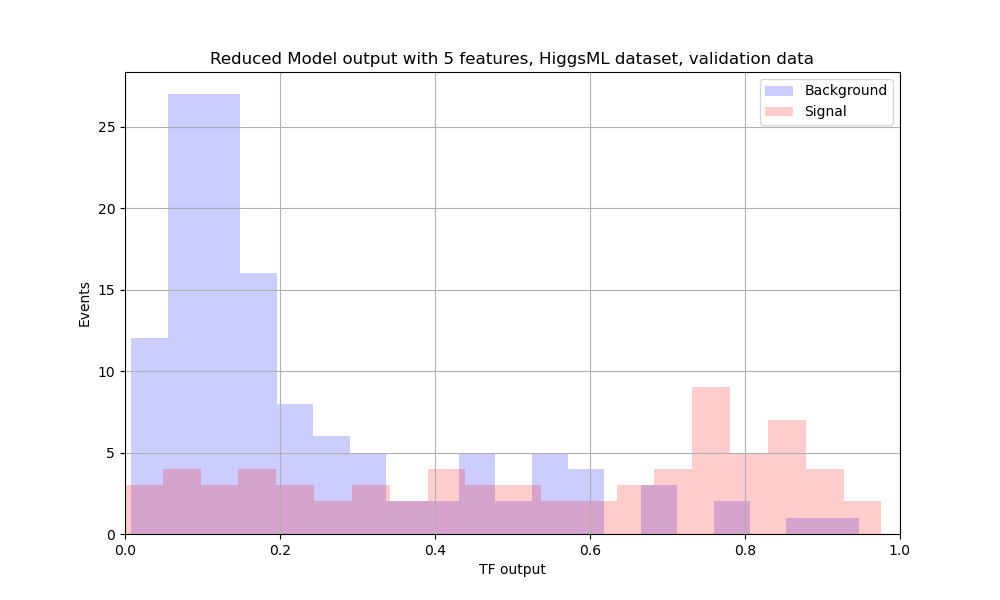 Reduced Model output with 5 features, HiggsML dataset, validation data
Background
Signal
25
20
15
10
5
0
Events
0.0 0.2 0.4 0.6 0.8 1.0
TF output